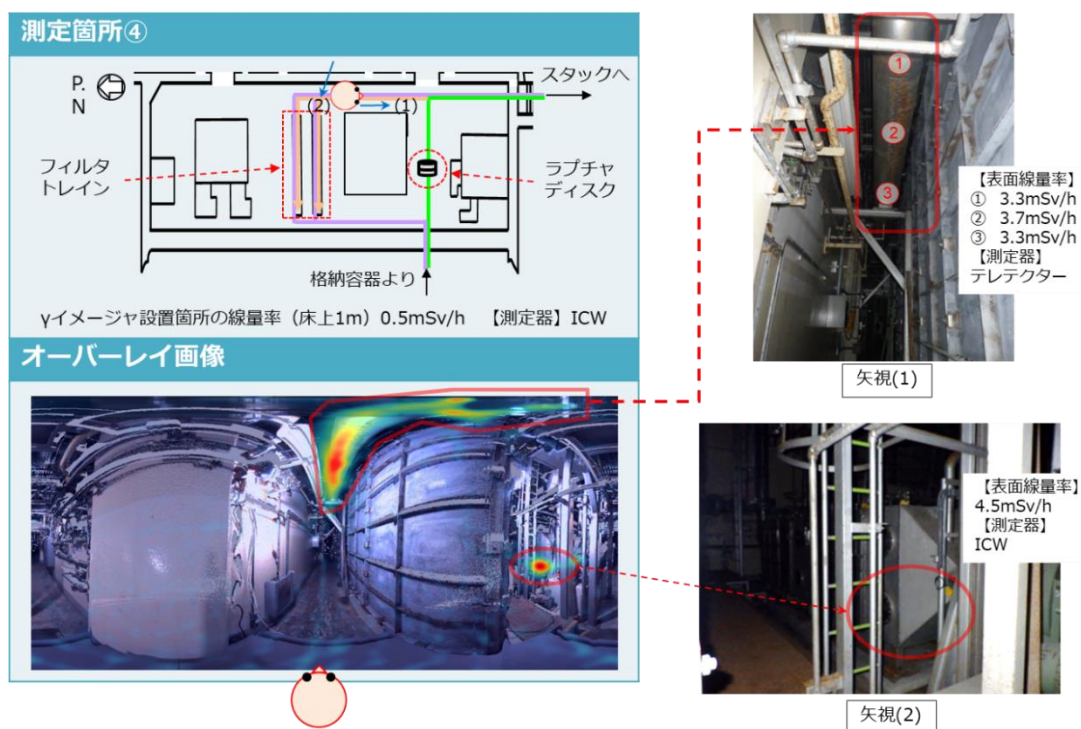 測定箇所④
P.
N
(2)
(1)
スタックへ
フィルタ
トレイン
ラプチャ
ディスク
格納容器より
γイメージャ設置箇所の線量率（床上1m）0.5mSv/h　【測定器】ICW
オーバーレイ画像
①
②
③
【表面線量率】
①　3.3mSv/h
②　3.7mSv/h
③　3.3mSv/h
【測定器】
テレテクター
矢視(1)
【表面線量率】
4.5mSv/h
【測定器】
ICW
矢視(2)